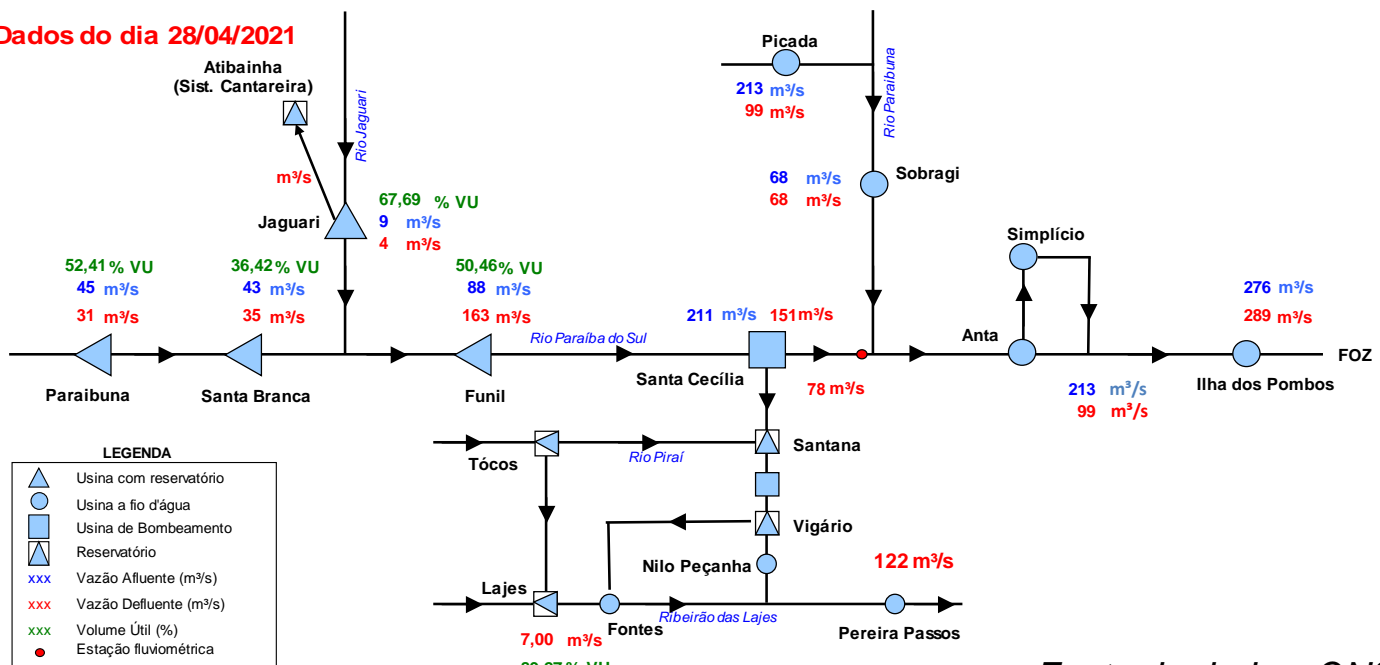 Dados do dia 28/04/2021
Atibainha
(Sist. Cantareira)
Rio Jaguari
m³/s
Jaguari
67,69 % VU
9 m³/s
4 m³/s
Picada
213 m³/s
99 m³/s
Rio Paraibuna
68 m³/s
68 m³/s
Sobragi
52,41 % VU
45 m³/s
31 m³/s
Paraibuna
36,42 % VU
43 m³/s
35 m³/s
Santa Branca
50,46 % VU
88 m³/s
163 m³/s
Funil
Rio Paraíba do Sul
211 m³/s 151 m³/s
Santa Cecília
78 m³/s
Simplício
Anta
213 m³/s
99 m³/s
276 m³/s
289 m³/s
Ilha dos Pombos
FOZ
Tócos
Rio Piraí
Santana
Vigário
Nilo Peçanha
122 m³/s
Lajes
Fontes
Ribeirão das Lajes
Pereira Passos
7,00 m³/s
LEGENDA
Usina com reservatório
Usina a fio d'água
Usina de Bombeamento
Reservatório
xxx Vazão Afluente (m³/s)
xxx Vazão Defluente (m³/s)
xxx Volume Útil (%)
Estação fluviométrica